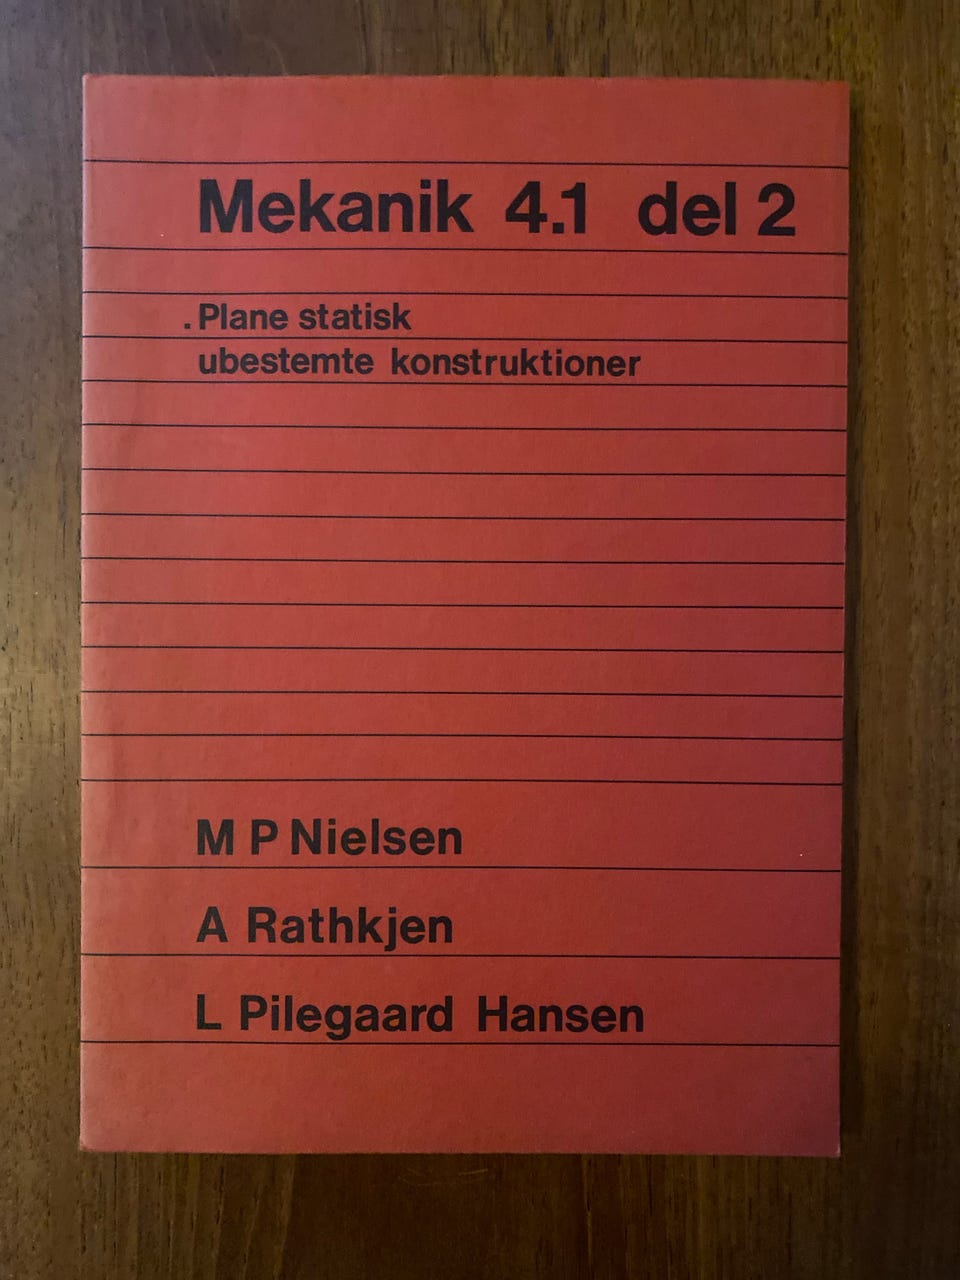 Mekanik 4.1 del 2
.Plane statisk
ubestemte konstruktioner
M P Nielsen
A Rathkjen
L Pilegaard Hansen